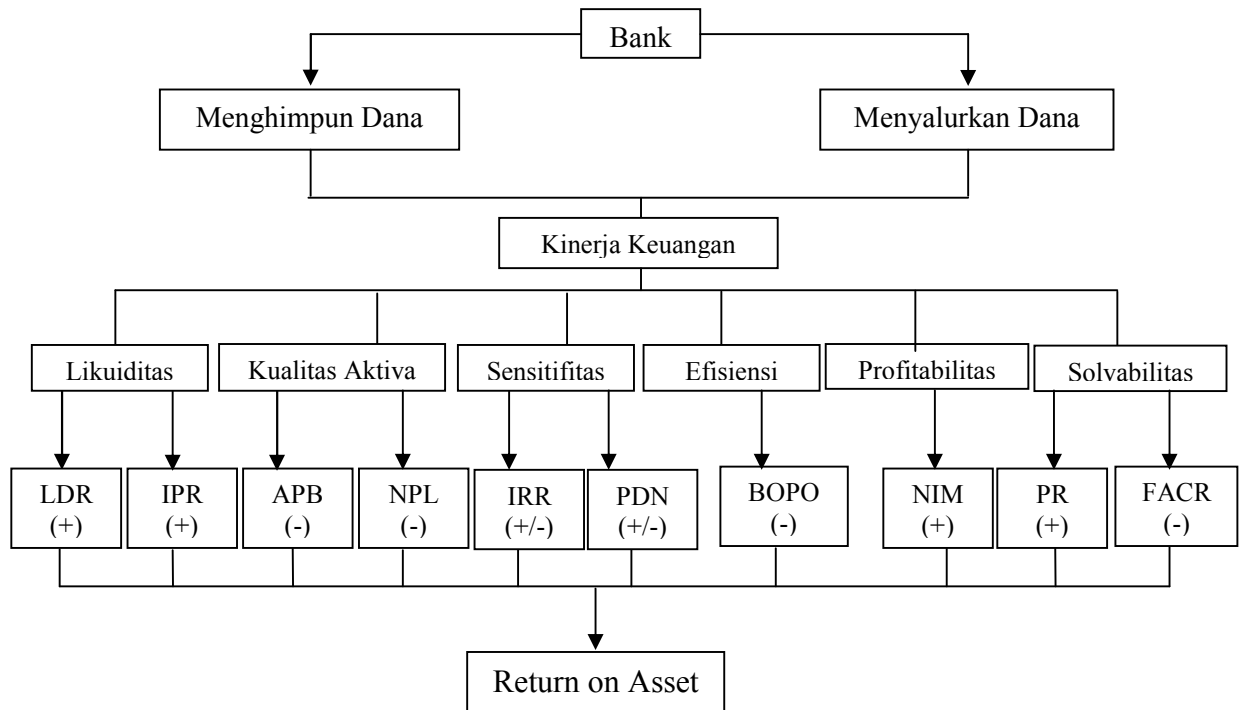 Bank
Menghimpun Dana
Menyalurkan Dana
Kinerja Keuangan
Likuiditas
Kualitas Aktiva
Sensitifitas
Efisiensi
Profitabilitas
Solvabilitas
LDR
(+)
IPR
(+)
APB
(-)
NPL
(-)
IRR
(+/-)
PDN
(+/-)
BOPO
(-)
NIM
(+)
PR
(+)
FACR
(-)
Return on Asset